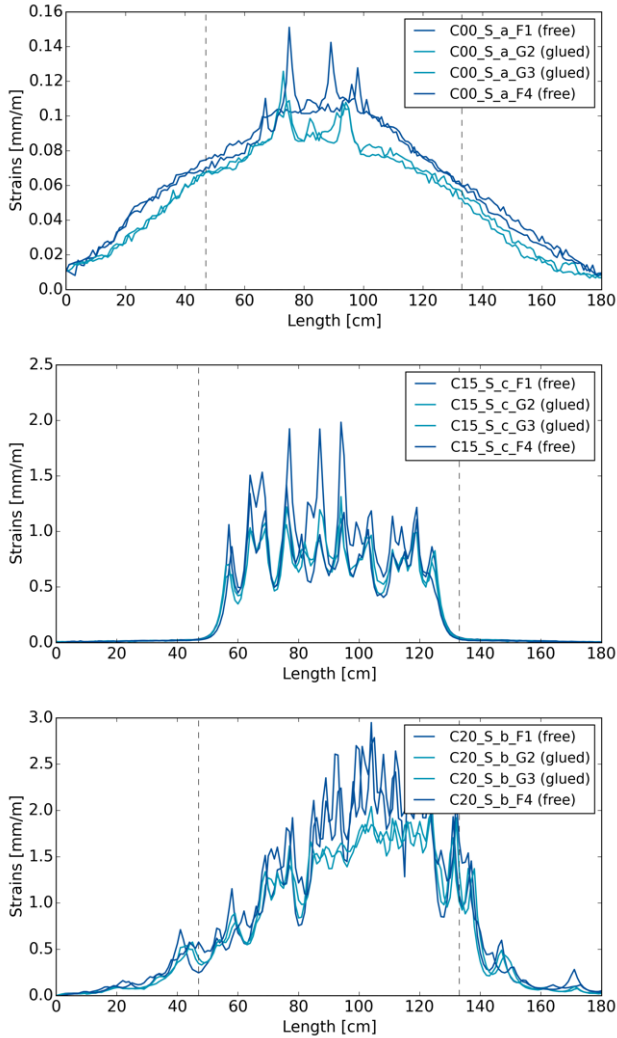 0.16
0.14
0.12
0.1
0.08
0.06
0.04
0.02
0.0
Strains [mm/m]
C00_S_a_F1 (free)
C00_S_a_G2 (glued)
C00_S_a_G3 (glued)
C00_S_a_F4 (free)
0 20 40 60 80 100 120 140 160 180
Length [cm]
2.5
2.0
1.5
1.0
0.5
0.0
Strains [mm/m]
C15_S_c_F1 (free)
C15_S_c_G2 (glued)
C15_S_c_G3 (glued)
C15_S_c_F4 (free)
0 20 40 60 80 100 120 140 160 180
Length [cm]
3.0
2.5
2.0
1.5
1.0
0.5
0.0
Strains [mm/m]
C20_S_b_F1 (free)
C20_S_b_G2 (glued)
C20_S_b_G3 (glued)
C20_S_b_F4 (free)
0 20 40 60 80 100 120 140 160 180
Length [cm]